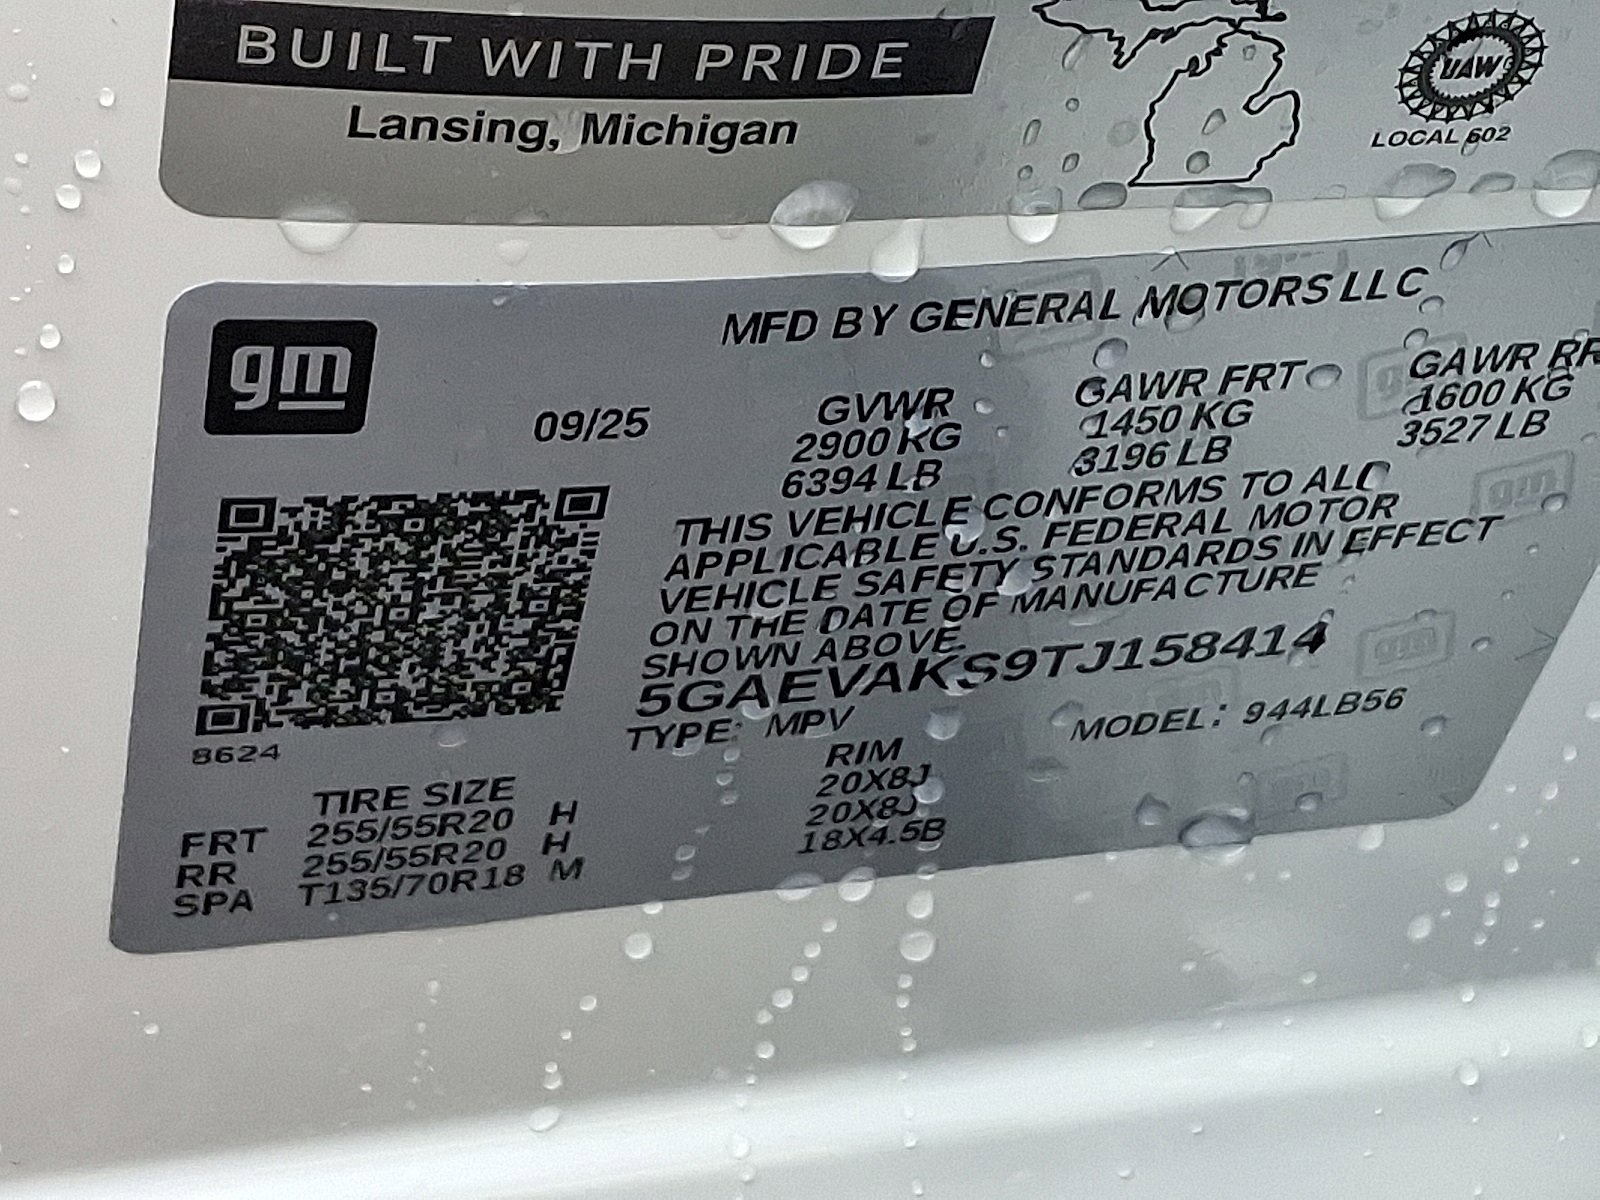 BUILT WITH PRIDE
Lansing, Michigan
UAW
LOCAL 602
gm
MFD BY GENERAL MOTORS LLC
09/25
GVWR GAWR FRT GAWR RR
2900 KG 1450 KG 1600 KG
6394 LB 3196 LB 3527 LB
THIS VEHICLE CONFORMS TO ALL
APPLICABLE U.S. FEDERAL MOTOR
VEHICLE SAFETY STANDARDS IN EFFECT
ON THE DATE OF MANUFACTURE
SHOWN ABOVE.
5GAEVAKS9TJ158414
TYPE: MPV MODEL: 944LB56
8624
TIRE SIZE RIM
FRT 255/55R20 H 20X8J
RR 255/55R20 H 20X8J
SPA T135/70R18 M 18X4.5B